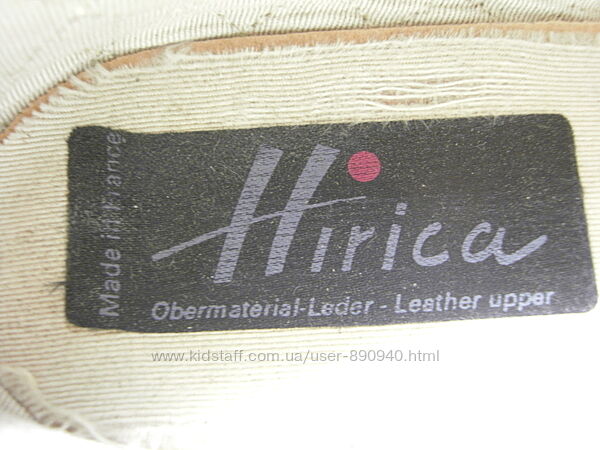 Made in France
Hirica
Obermaterial-Leder - Leather upper
www.kidstaff.com.ua/user-890940.html